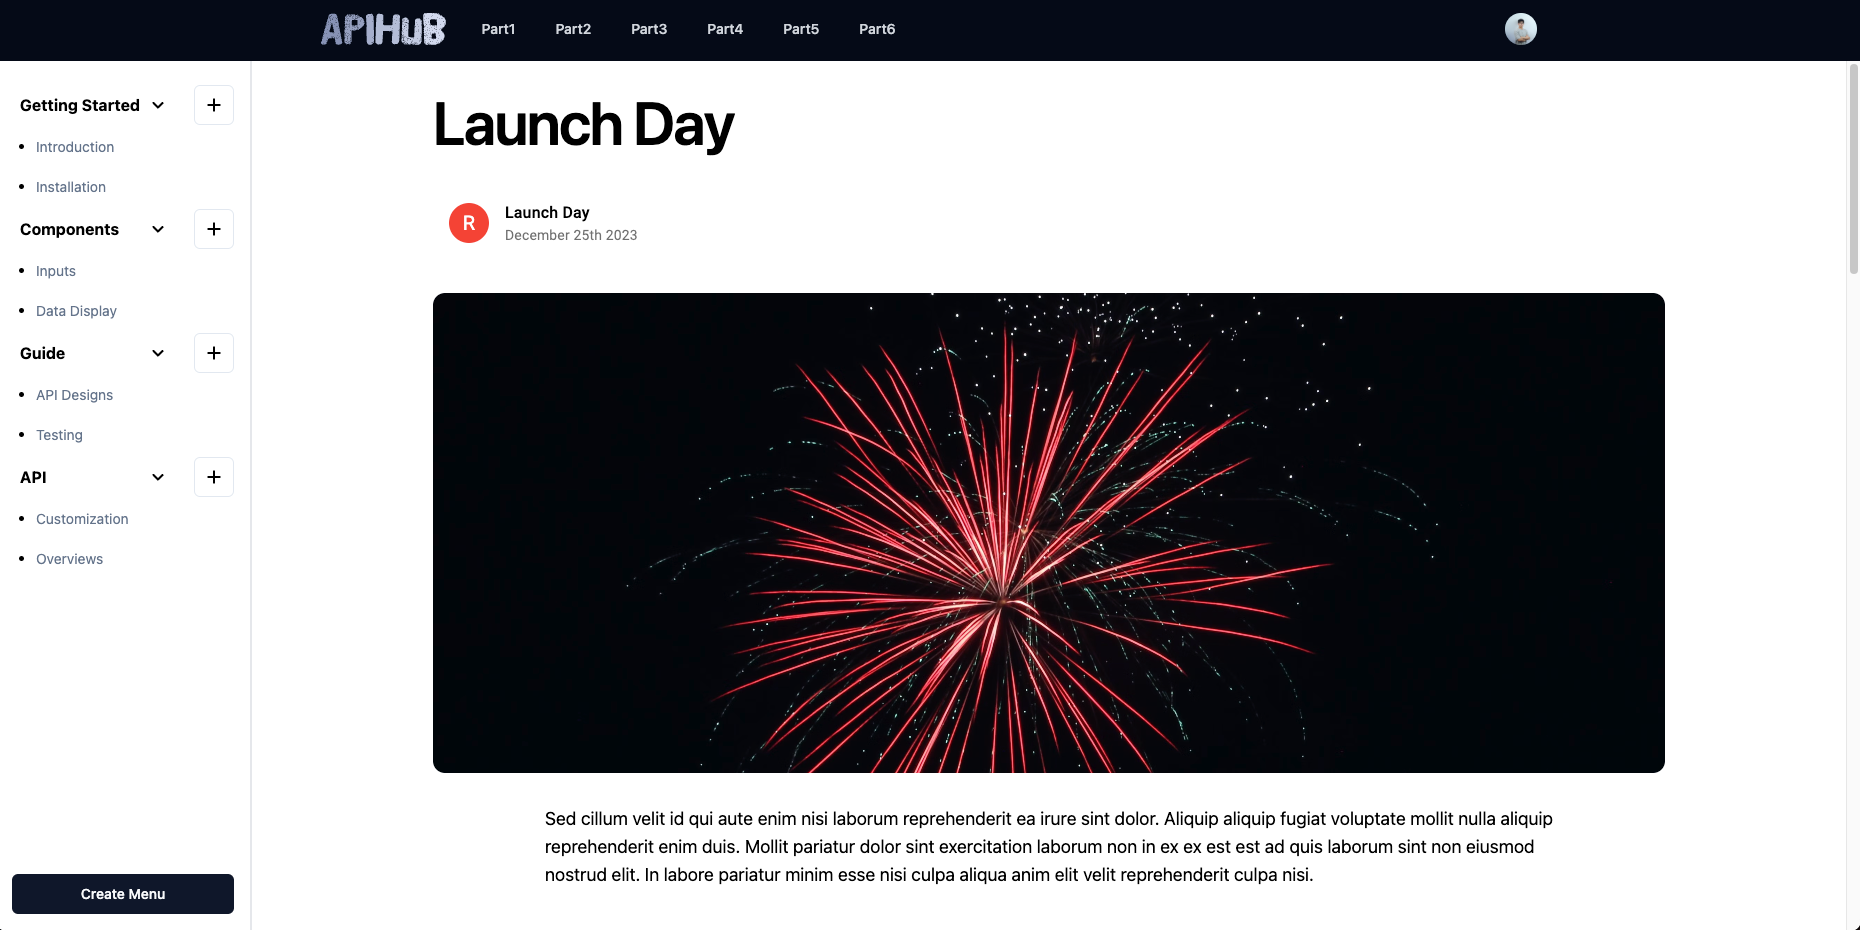 APIHUB
Part1 Part2 Part3 Part4 Part5 Part6
Getting Started
Introduction
Installation
Components
Inputs
Data Display
Guide
API Designs
Testing
API
Customization
Overviews
Create Menu
Launch Day
R
Launch Day
December 25th 2023
Sed cillum velit id qui aute enim nisi laborum reprehenderit ea irure sint dolor. Aliquip aliquip fugiat voluptate mollit nulla aliquip
reprehenderit enim duis. Mollit pariatur dolor sint exercitation laborum non in ex ex est est ad quis laborum sint non eiusmod
nostrud elit. In labore pariatur minim esse nisi culpa aliqua anim elit velit reprehenderit culpa nisi.